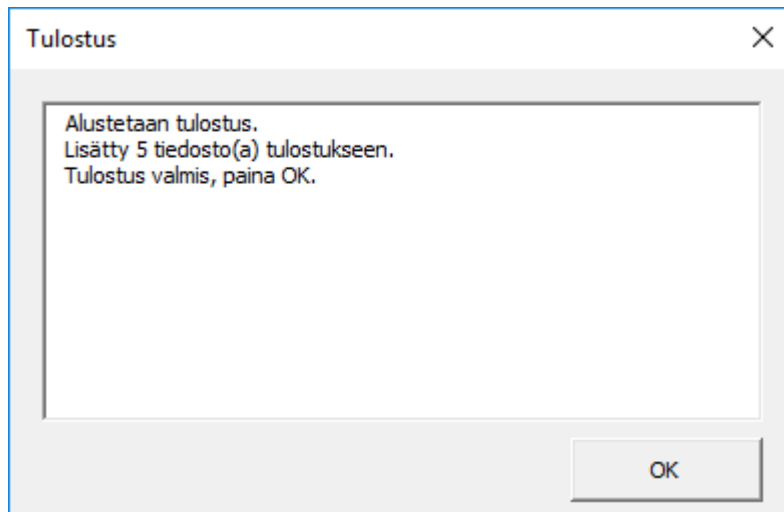 Tulostus
Alustetaan tulostus.
Lisätty 5 tiedosto(a) tulostukseen.
Tulostus valmis, paina OK.
OK